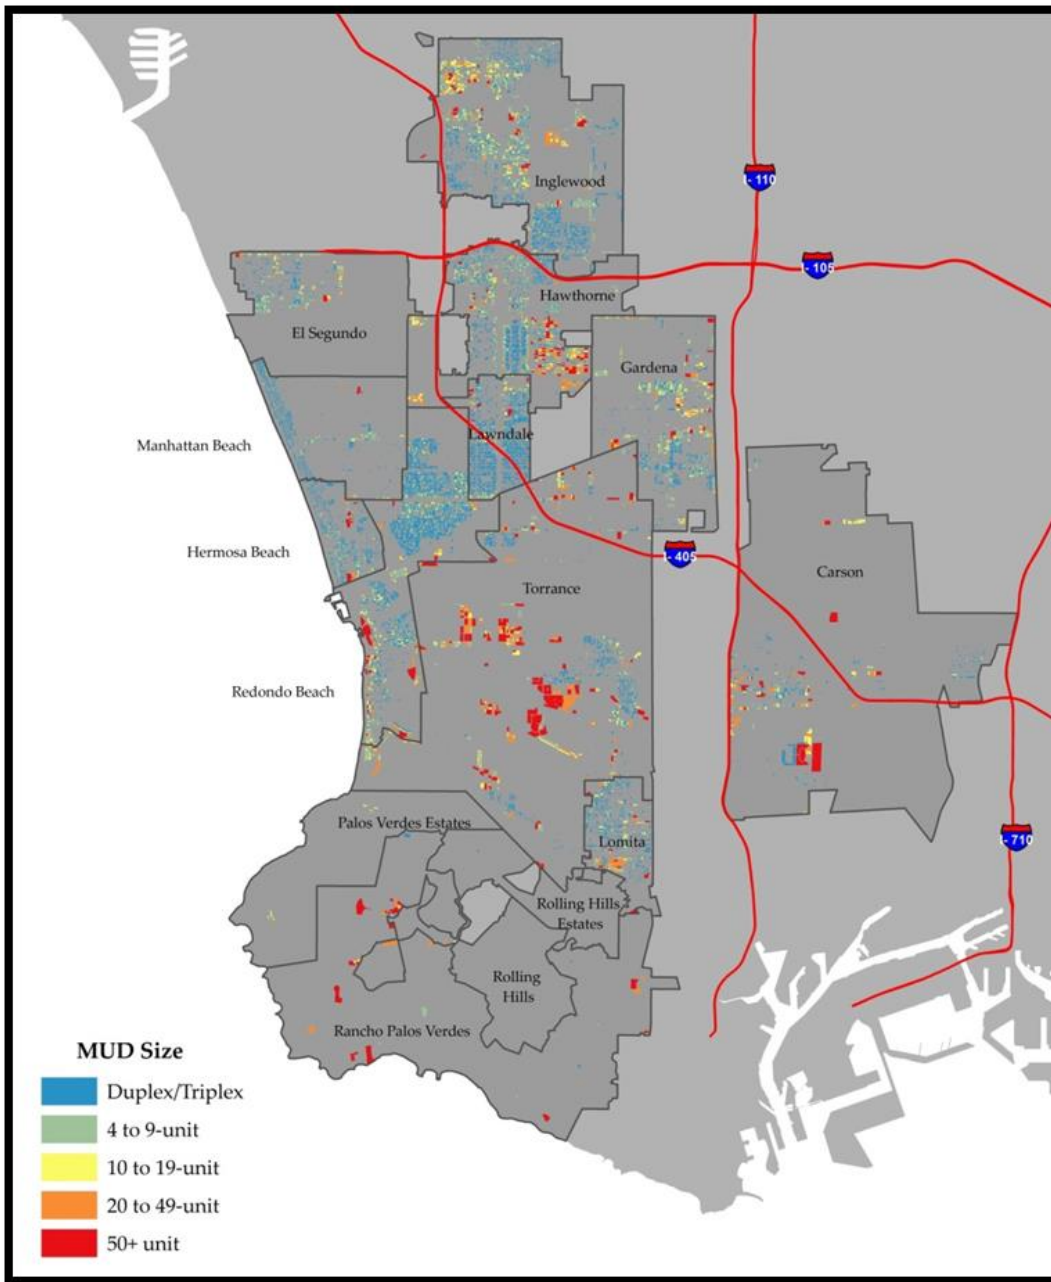 I- 110
Inglewood
I- 105
Hawthorne
El Segundo
Gardena
Manhattan Beach
Lawndale
Hermosa Beach
I- 405
Carson
Torrance
Redondo Beach
Palos Verdes Estates
Lomita
I- 710
Rolling Hills
Estates
Rolling
Hills
Rancho Palos Verdes
MUD Size
Duplex/Triplex
4 to 9-unit
10 to 19-unit
20 to 49-unit
50+ unit